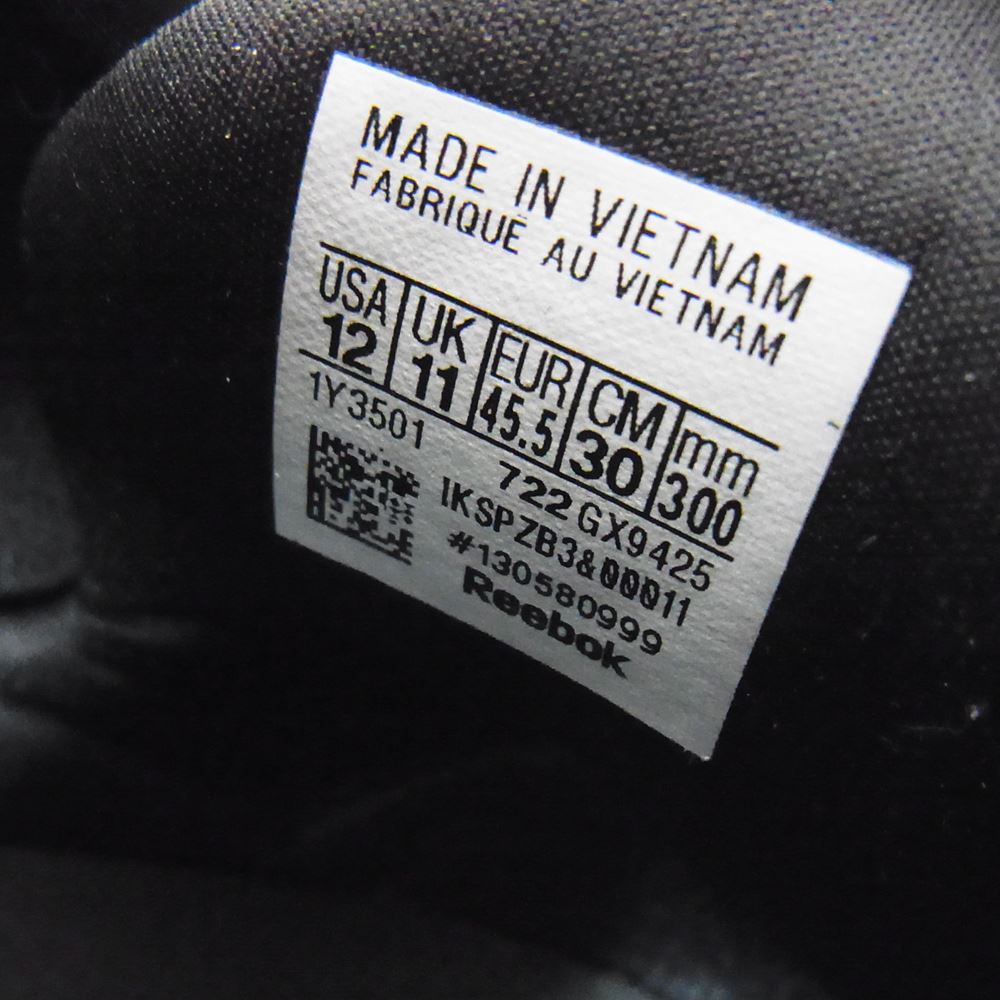 MADE IN VIETNAM
FABRIQUÉ AU VIETNAM
USA UK EUR CM mm
12 11 45.5 30 300
1Y3501 722 GX9425
IKSPZB3&00011
#130580999
Reebok